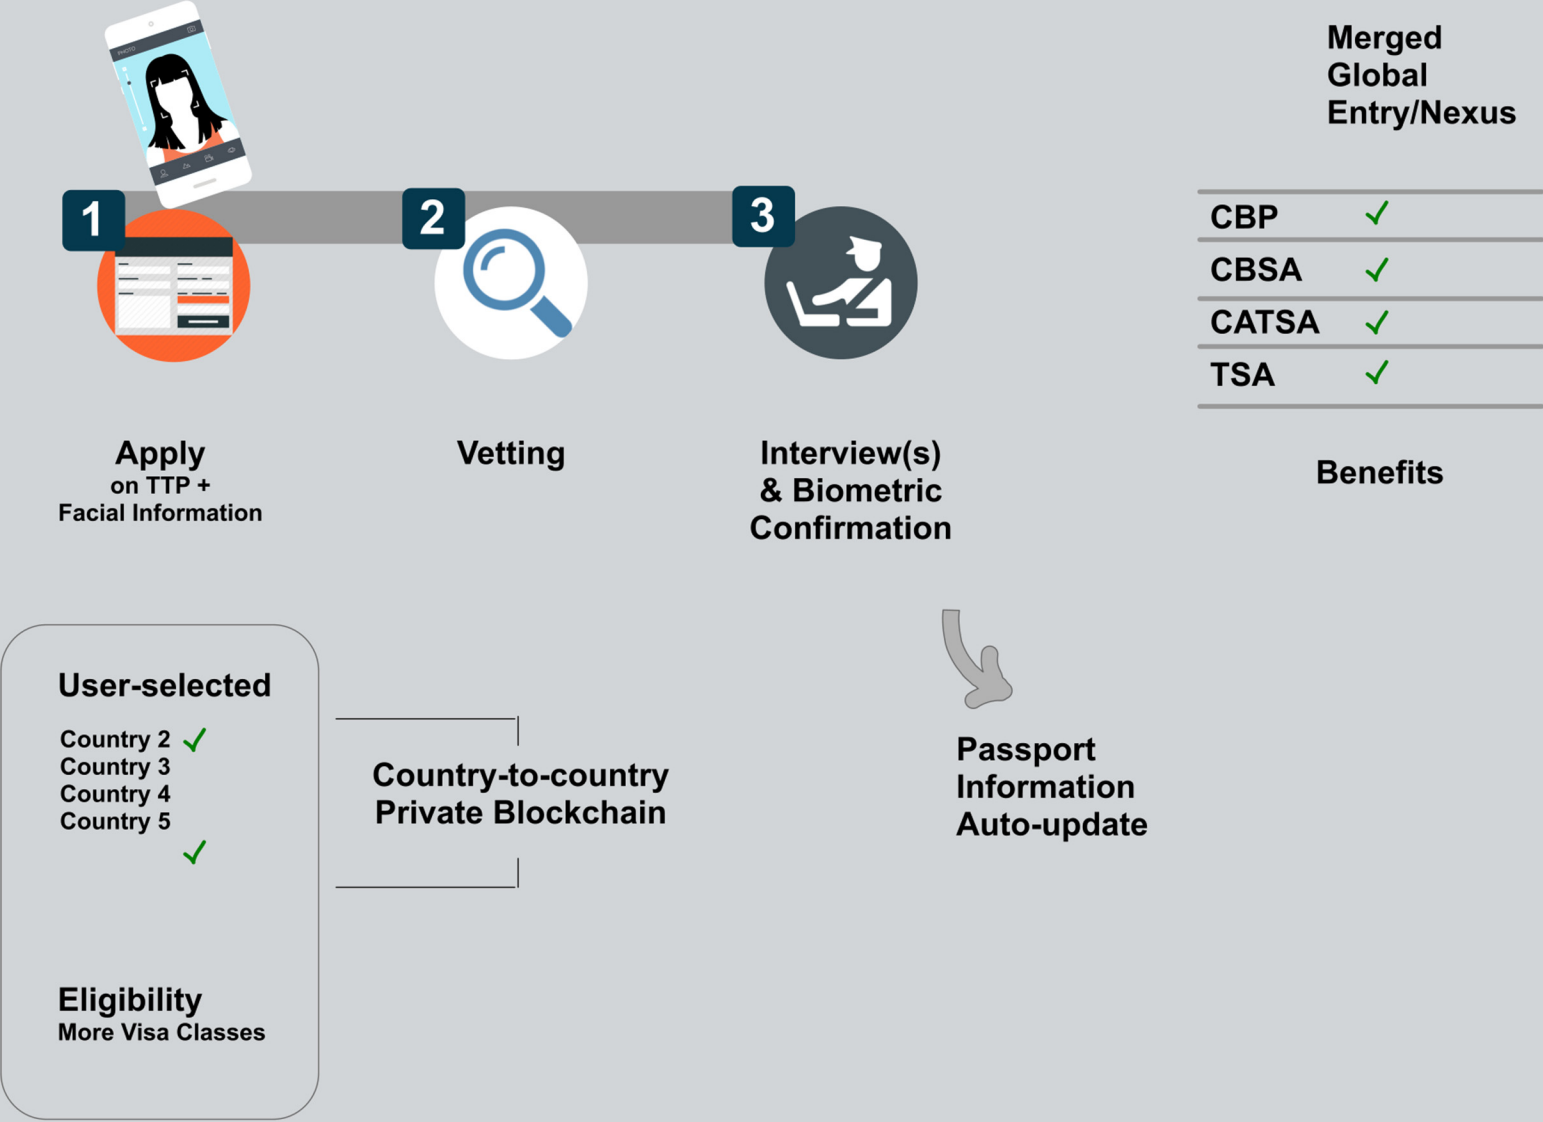 Merged
Global
Entry/Nexus
PHOTO
1
2
3
CBP
CBSA
CATSA
TSA
Apply
on TTP +
Facial Information
Vetting
Interview(s)
& Biometric
Confirmation
Benefits
User-selected
Country 2
Country 3
Country 4
Country 5
Country-to-country
Private Blockchain
Passport
Information
Auto-update
Eligibility
More Visa Classes